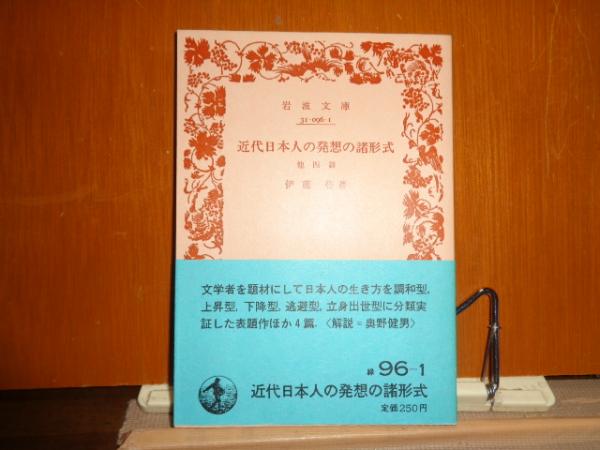 岩波文庫
31-096-1
近代日本人の発想の諸形式
他四篇
伊藤整著
文学者を題材にして日本人の生き方を調和型,
上昇型, 下降型, 逃避型, 立身出世型に分類実
証した表題作ほか4篇. 〈解説=奥野健男〉
緑 96-1
近代日本人の発想の諸形式
定価250円